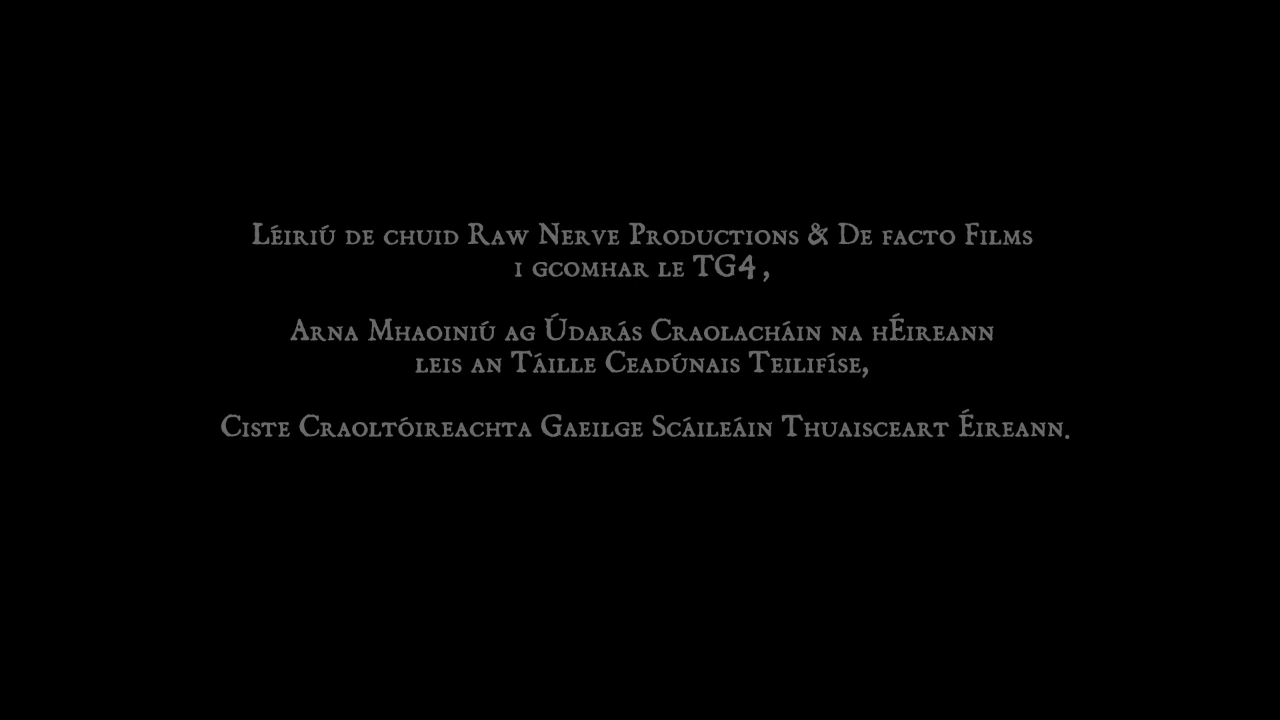 Léiriú de chuid Raw Nerve Productions & De facto Films
i gcomhar le TG4,
Arna Mhaoiniú ag Údarás Craolacháin na hÉireann
leis an Táille Ceadúnais Teilifíse,
Ciste Craoltóireachta Gaeilge Scáileáin Thuaisceart Éireann.